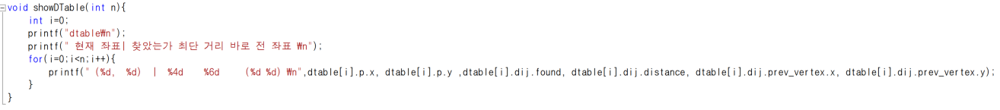 void showDTable(int n){
int i=0;
printf("dtable₩n");
printf(" 현재 좌표| 찾았는가 최단 거리 바로 전 좌표 ₩n");
for(i=0;i<n;i++){
printf(" (%d, %d) | %4d %6d (%d %d) ₩n",dtable[i].p.x, dtable[i].p.y ,dtable[i].dij.found, dtable[i].dij.distance, dtable[i].dij.prev_vertex.x, dtable[i].dij.prev_vertex.y);
}
}